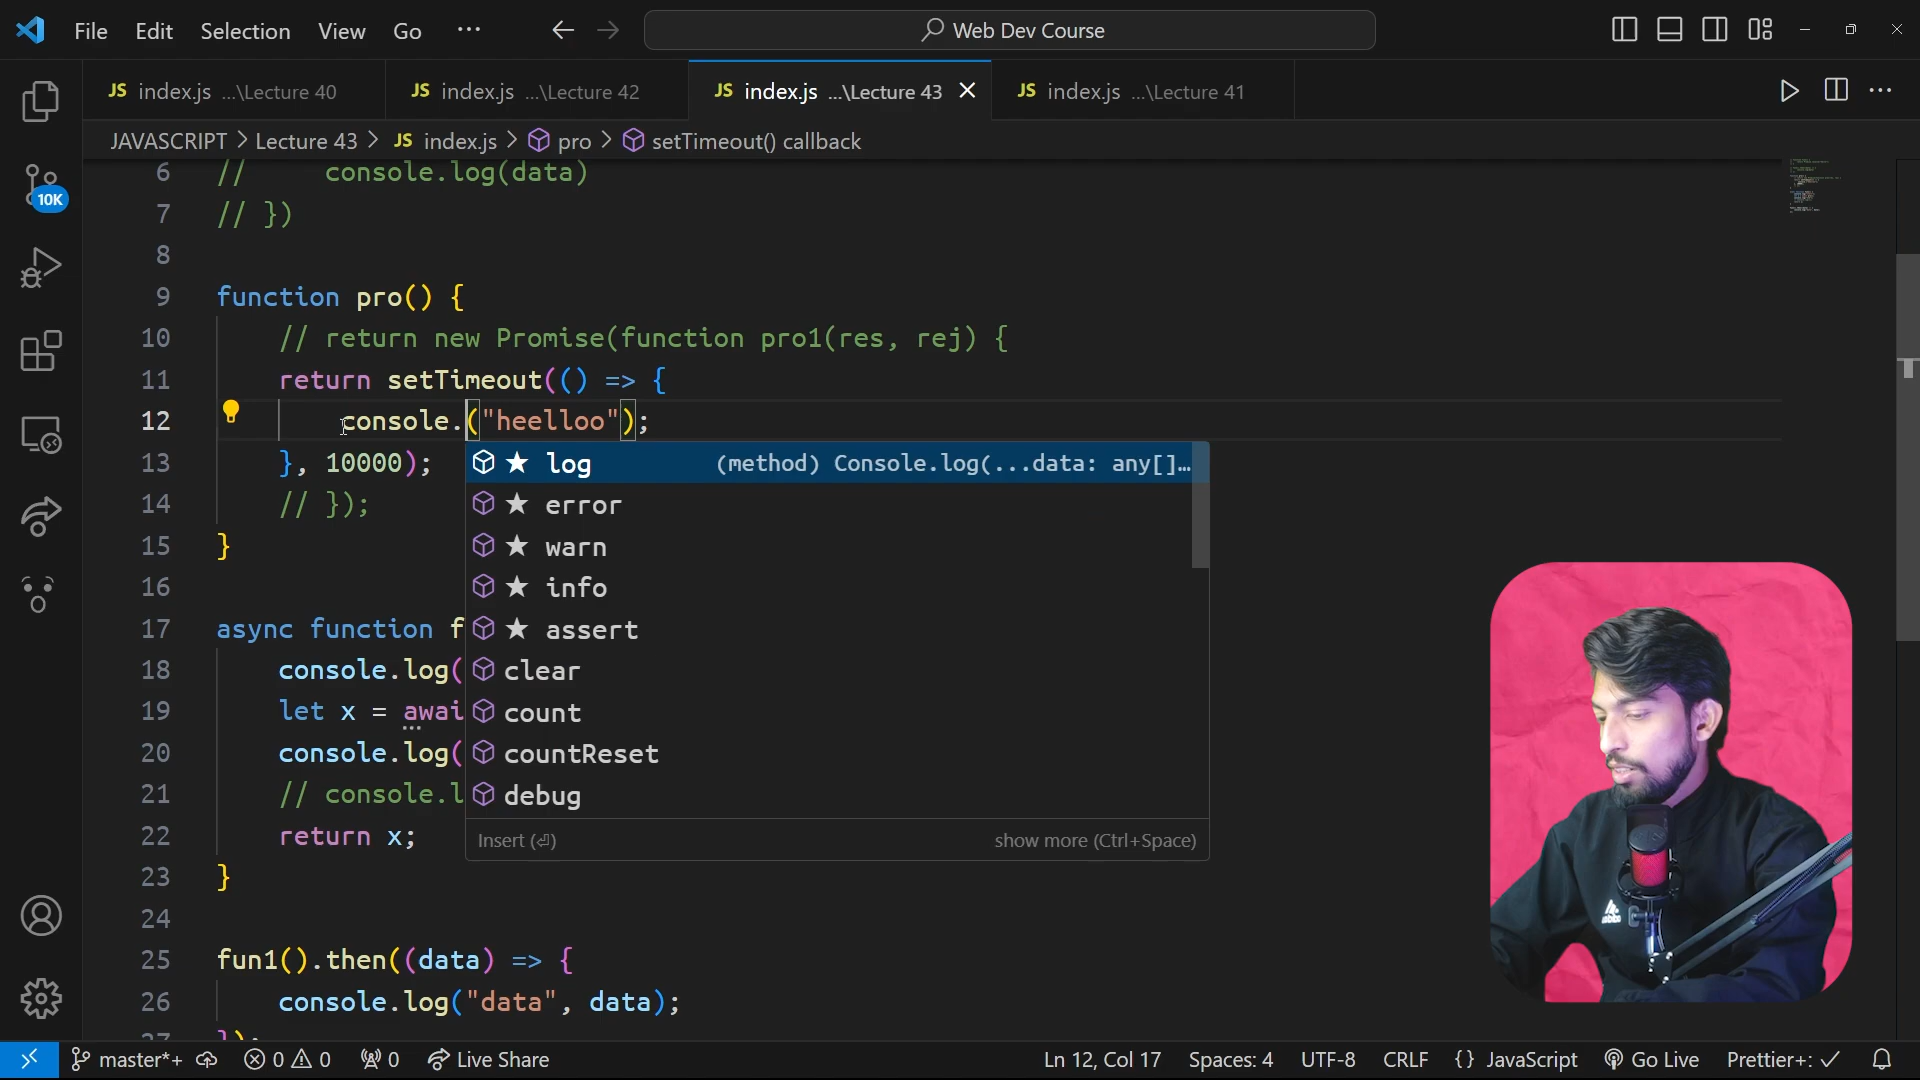 File Edit Selection View Go ··· Web Dev Course
JS index.js ...\Lecture 40 JS index.js ...\Lecture 42 JS index.js ...\Lecture 43 JS index.js ...\Lecture 41
JAVASCRIPT > Lecture 43 > JS index.js > pro > setTimeout() callback
10K
6 // console.log(data)
7 // })
8
9 function pro() {
10 // return new Promise(function pro1(res, rej) {
11 return setTimeout(() => {
12 console.("heelloo");
13 }, 10000);
14 // });
15 }
16
17 async function f
18 console.log(
19 let x = awai
20 console.log(
21 // console.l
22 return x;
23 }
24
25 fun1().then((data) => {
26 console.log("data", data);
27 });
log (method) Console.log(...data: any[]...
error
warn
info
assert
clear
count
countReset
debug
Insert (⏎) show more (Ctrl+Space)
master*+ 0 0 0 Live Share Ln 12, Col 17 Spaces: 4 UTF-8 CRLF {} JavaScript Go Live Prettier+: ✓